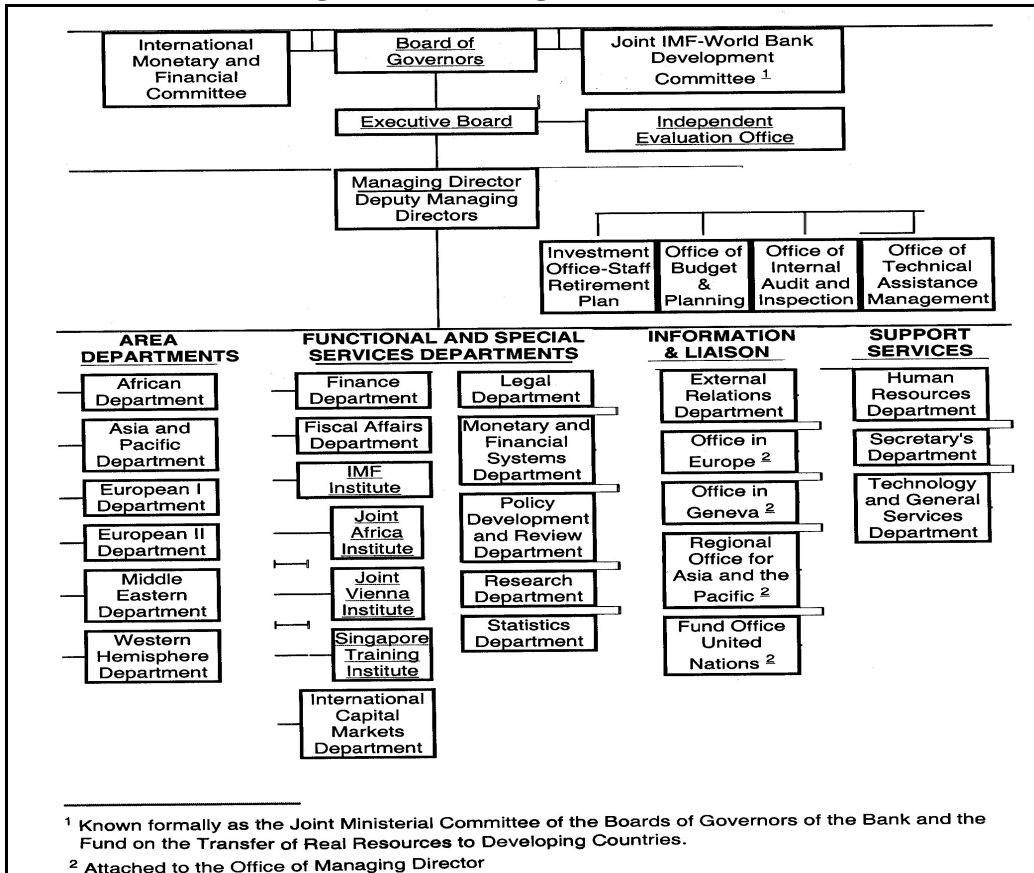 International
Monetary and
Financial
Committee
Board of
Governors
Joint IMF-World Bank
Development
Committee 1
Executive Board
Independent
Evaluation Office
Managing Director
Deputy Managing
Directors
Investment
Office-Staff
Retirement
Plan
Office of
Budget
&
Planning
Office of
Internal
Audit and
Inspection
Office of
Technical
Assistance
Management
AREA
DEPARTMENTS
African
Department
Asia and
Pacific
Department
European I
Department
European II
Department
Middle
Eastern
Department
Western
Hemisphere
Department
FUNCTIONAL AND SPECIAL
SERVICES DEPARTMENTS
Finance
Department
Fiscal Affairs
Department
IMF
Institute
Joint
Africa
Institute
Joint
Vienna
Institute
Singapore
Training
Institute
International
Capital
Markets
Department
Legal
Department
Monetary and
Financial
Systems
Department
Policy
Development
and Review
Department
Research
Department
Statistics
Department
INFORMATION
& LIAISON
External
Relations
Department
Office in
Europe 2
Office in
Geneva 2
Regional
Office for
Asia and the
Pacific 2
Fund Office
United
Nations 2
SUPPORT
SERVICES
Human
Resources
Department
Secretary's
Department
Technology
and General
Services
Department
1 Known formally as the Joint Ministerial Committee of the Boards of Governors of the Bank and the
Fund on the Transfer of Real Resources to Developing Countries.
2 Attached to the Office of Managing Director